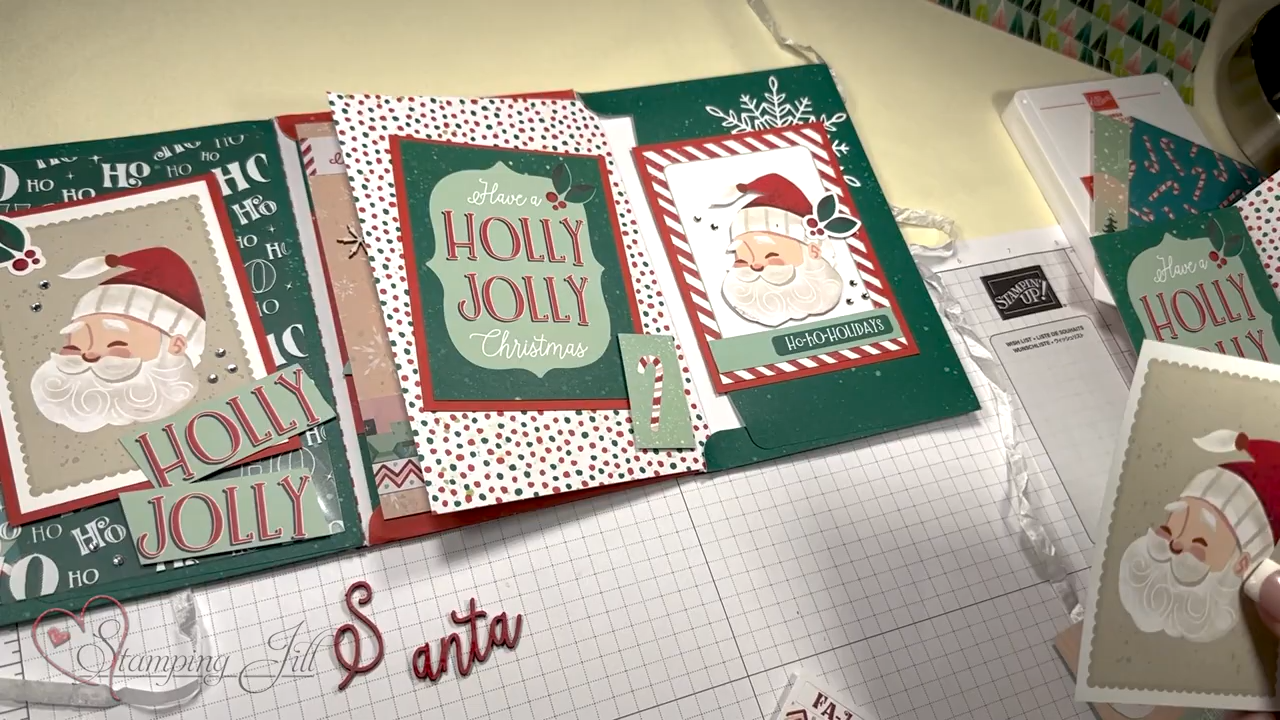 HO Ho HO
HO HO
Ho
HO
Have a
HOLLY
JOLLY
Christmas
HO-HO-HOLIDAYS
HOLLY
JOLLY
HO Ho
HO
STAMPIN'
UP!
WISH LIST • LISTE DE SOUHAITS
WUNSCHLISTE • ウィッシュリスト
Have a
HOLLY
JOLLY
Santa
Stamping Jill